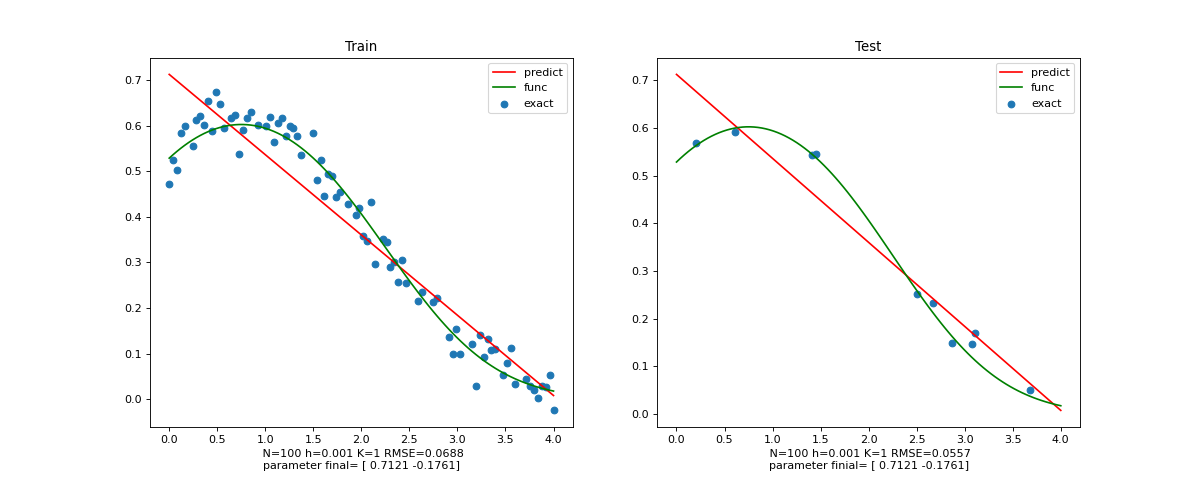 Train
predict
func
exact
0.7
0.6
0.5
0.4
0.3
0.2
0.1
0.0
0.0 0.5 1.0 1.5 2.0 2.5 3.0 3.5 4.0
N=100 h=0.001 K=1 RMSE=0.0688
parameter final= [ 0.7121 -0.1761]
Test
predict
func
exact
0.7
0.6
0.5
0.4
0.3
0.2
0.1
0.0
0.0 0.5 1.0 1.5 2.0 2.5 3.0 3.5 4.0
N=100 h=0.001 K=1 RMSE=0.0557
parameter finial= [ 0.7121 -0.1761]